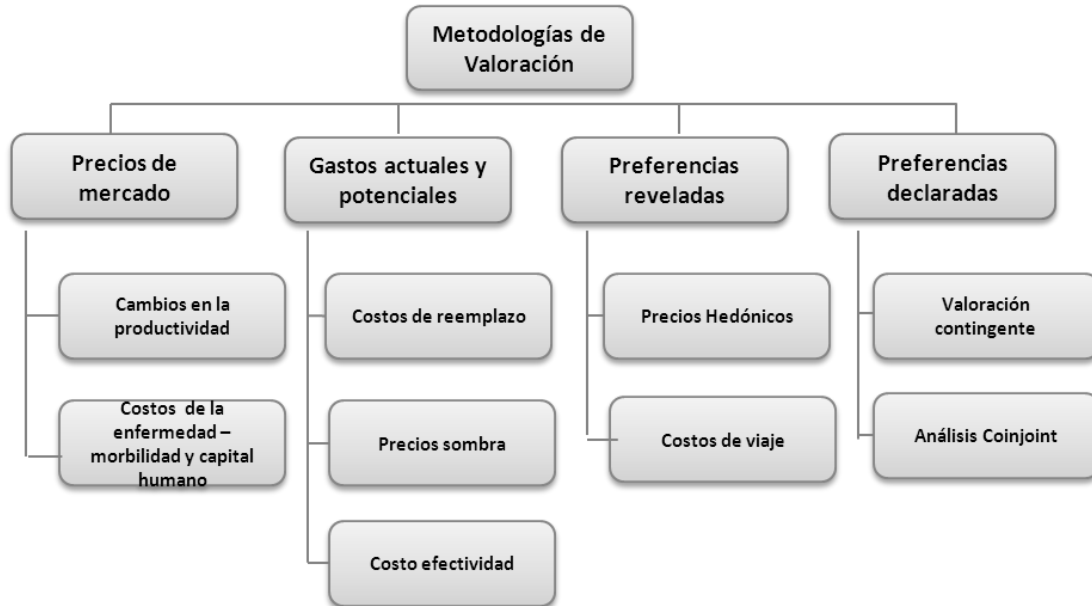 Metodologías de
Valoración
Precios de
mercado
Gastos actuales y
potenciales
Preferencias
reveladas
Preferencias
declaradas
Cambios en la
productividad
Costos de la
enfermedad –
morbilidad y capital
humano
Costos de reemplazo
Precios sombra
Costo efectividad
Precios Hedónicos
Costos de viaje
Valoración
contingente
Análisis Coinjoint